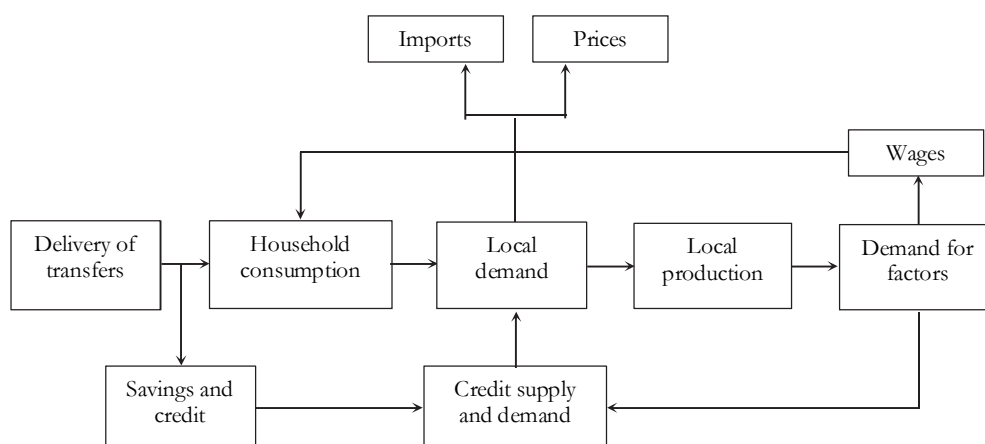 Imports
Prices
Wages
Delivery of
transfers
Household
consumption
Local
demand
Local
production
Demand for
factors
Savings and
credit
Credit supply
and demand